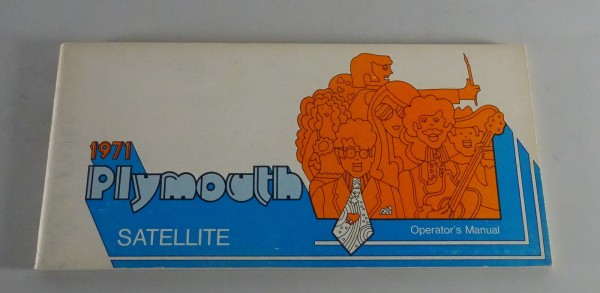 1971
Plymouth
SATELLITE
Operator's Manual